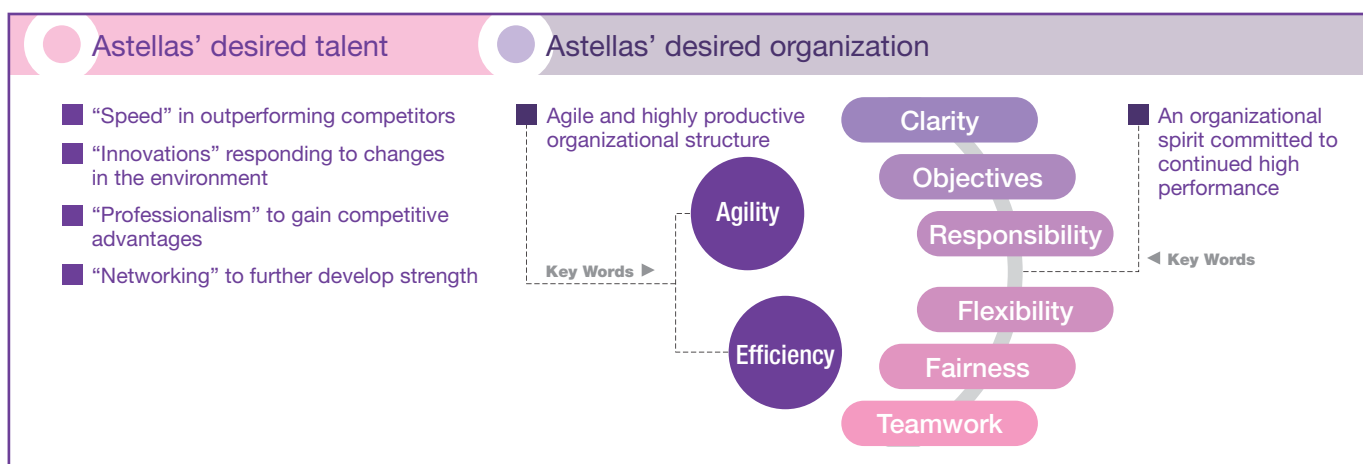 Astellas’ desired talent
“Speed” in outperforming competitors
“Innovations” responding to changes
in the environment
“Professionalism” to gain competitive
advantages
“Networking” to further develop strength
Astellas’ desired organization
Agile and highly productive
organizational structure
Key Words ▶
Agility
Efficiency
Clarity
Objectives
Responsibility
Flexibility
Fairness
Teamwork
An organizational
spirit committed to
continued high
performance
◀ Key Words